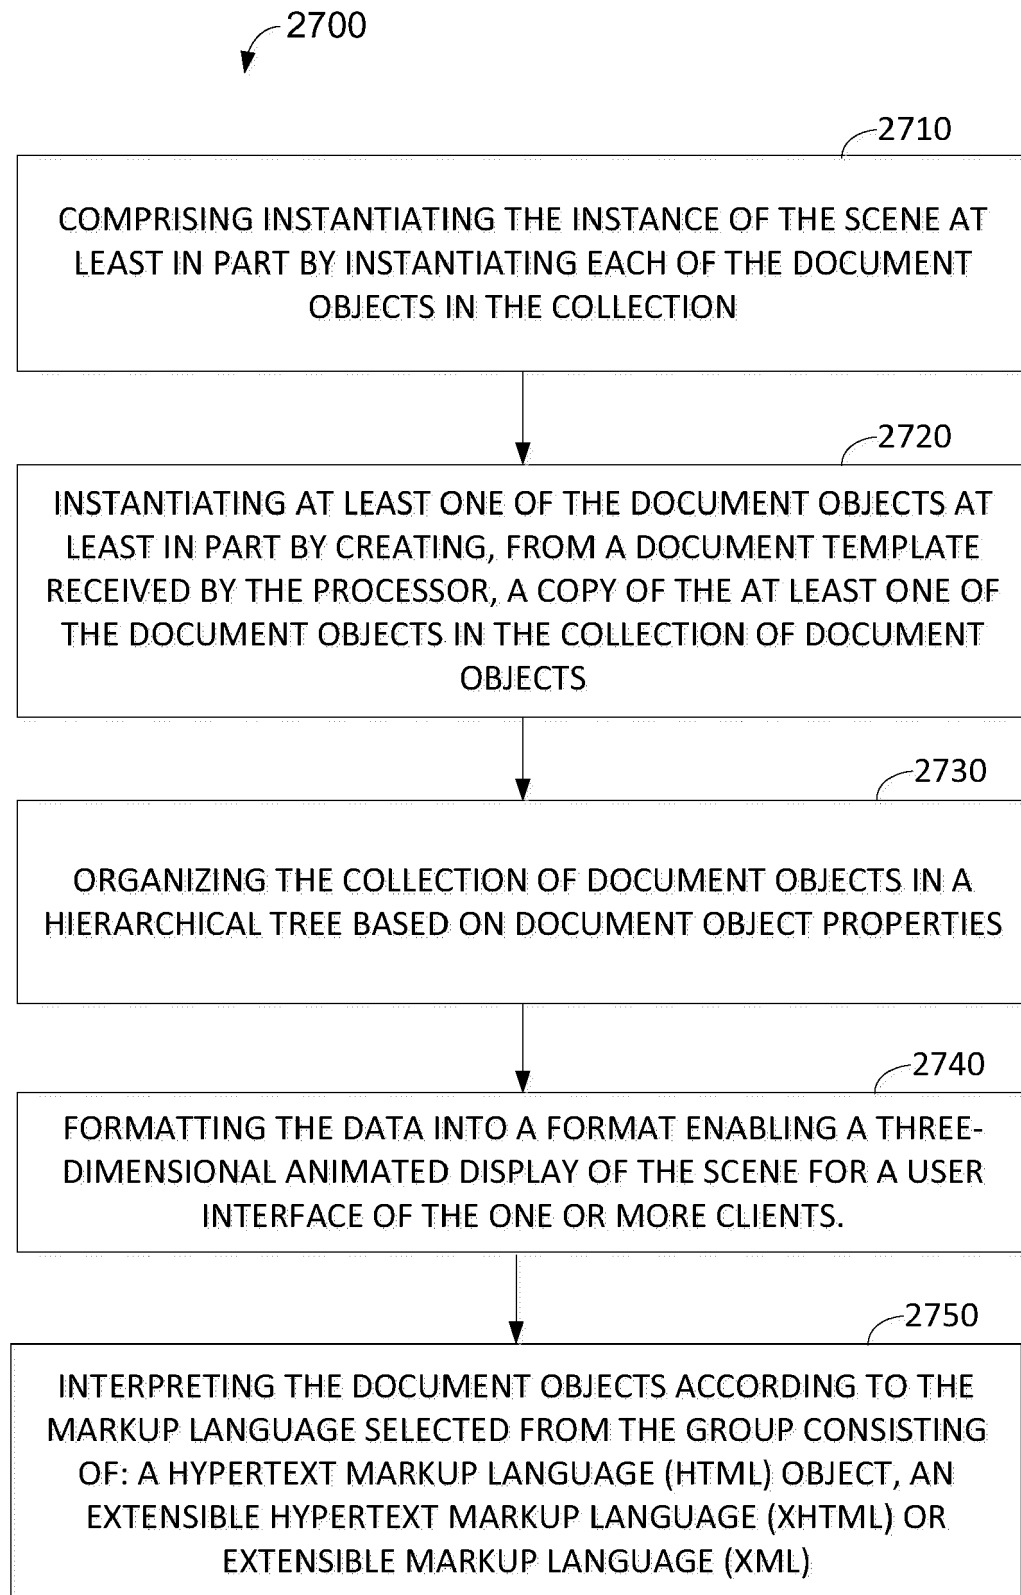 2700
2710
COMPRISING INSTANTIATING THE INSTANCE OF THE SCENE AT
LEAST IN PART BY INSTANTIATING EACH OF THE DOCUMENT
OBJECTS IN THE COLLECTION
2720
INSTANTIATING AT LEAST ONE OF THE DOCUMENT OBJECTS AT
LEAST IN PART BY CREATING, FROM A DOCUMENT TEMPLATE
RECEIVED BY THE PROCESSOR, A COPY OF THE AT LEAST ONE OF
THE DOCUMENT OBJECTS IN THE COLLECTION OF DOCUMENT
OBJECTS
2730
ORGANIZING THE COLLECTION OF DOCUMENT OBJECTS IN A
HIERARCHICAL TREE BASED ON DOCUMENT OBJECT PROPERTIES
2740
FORMATTING THE DATA INTO A FORMAT ENABLING A THREE-
DIMENSIONAL ANIMATED DISPLAY OF THE SCENE FOR A USER
INTERFACE OF THE ONE OR MORE CLIENTS.
2750
INTERPRETING THE DOCUMENT OBJECTS ACCORDING TO THE
MARKUP LANGUAGE SELECTED FROM THE GROUP CONSISTING
OF: A HYPERTEXT MARKUP LANGUAGE (HTML) OBJECT, AN
EXTENSIBLE HYPERTEXT MARKUP LANGUAGE (XHTML) OR
EXTENSIBLE MARKUP LANGUAGE (XML)